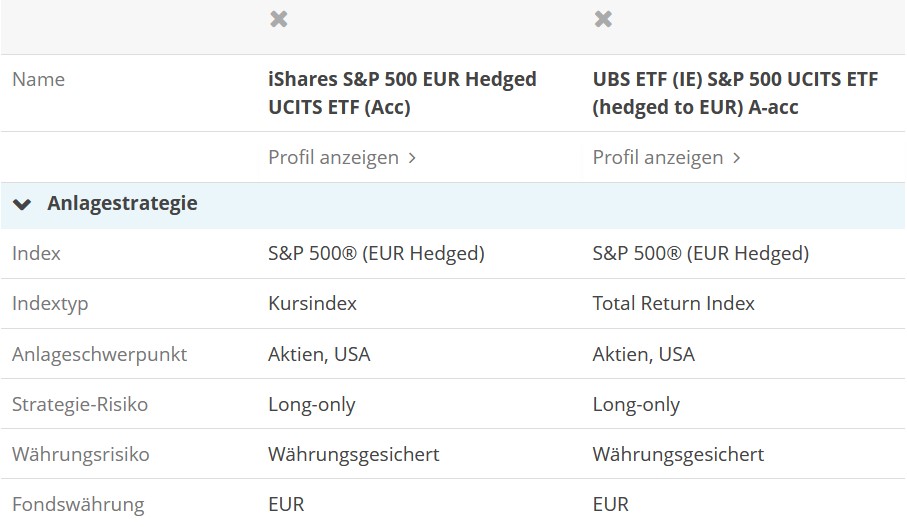 Name iShares S&P 500 EUR Hedged UBS ETF (IE) S&P 500 UCITS ETF
UCITS ETF (Acc) (hedged to EUR) A-acc
Profil anzeigen > Profil anzeigen >
Anlagestrategie
Index S&P 500® (EUR Hedged) S&P 500® (EUR Hedged)
Indextyp Kursindex Total Return Index
Anlageschwerpunkt Aktien, USA Aktien, USA
Strategie-Risiko Long-only Long-only
Währungsrisiko Währungsgesichert Währungsgesichert
Fondswährung EUR EUR